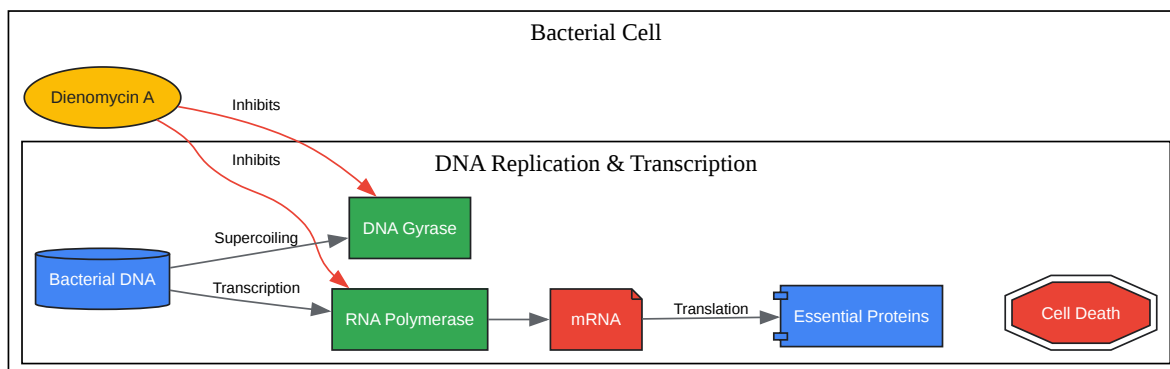 Bacterial Cell
Dienomycin A
Inhibits
Inhibits
DNA Replication & Transcription
DNA Gyrase
Supercoiling
Bacterial DNA
Transcription
RNA Polymerase
mRNA
Translation
Essential Proteins
Cell Death